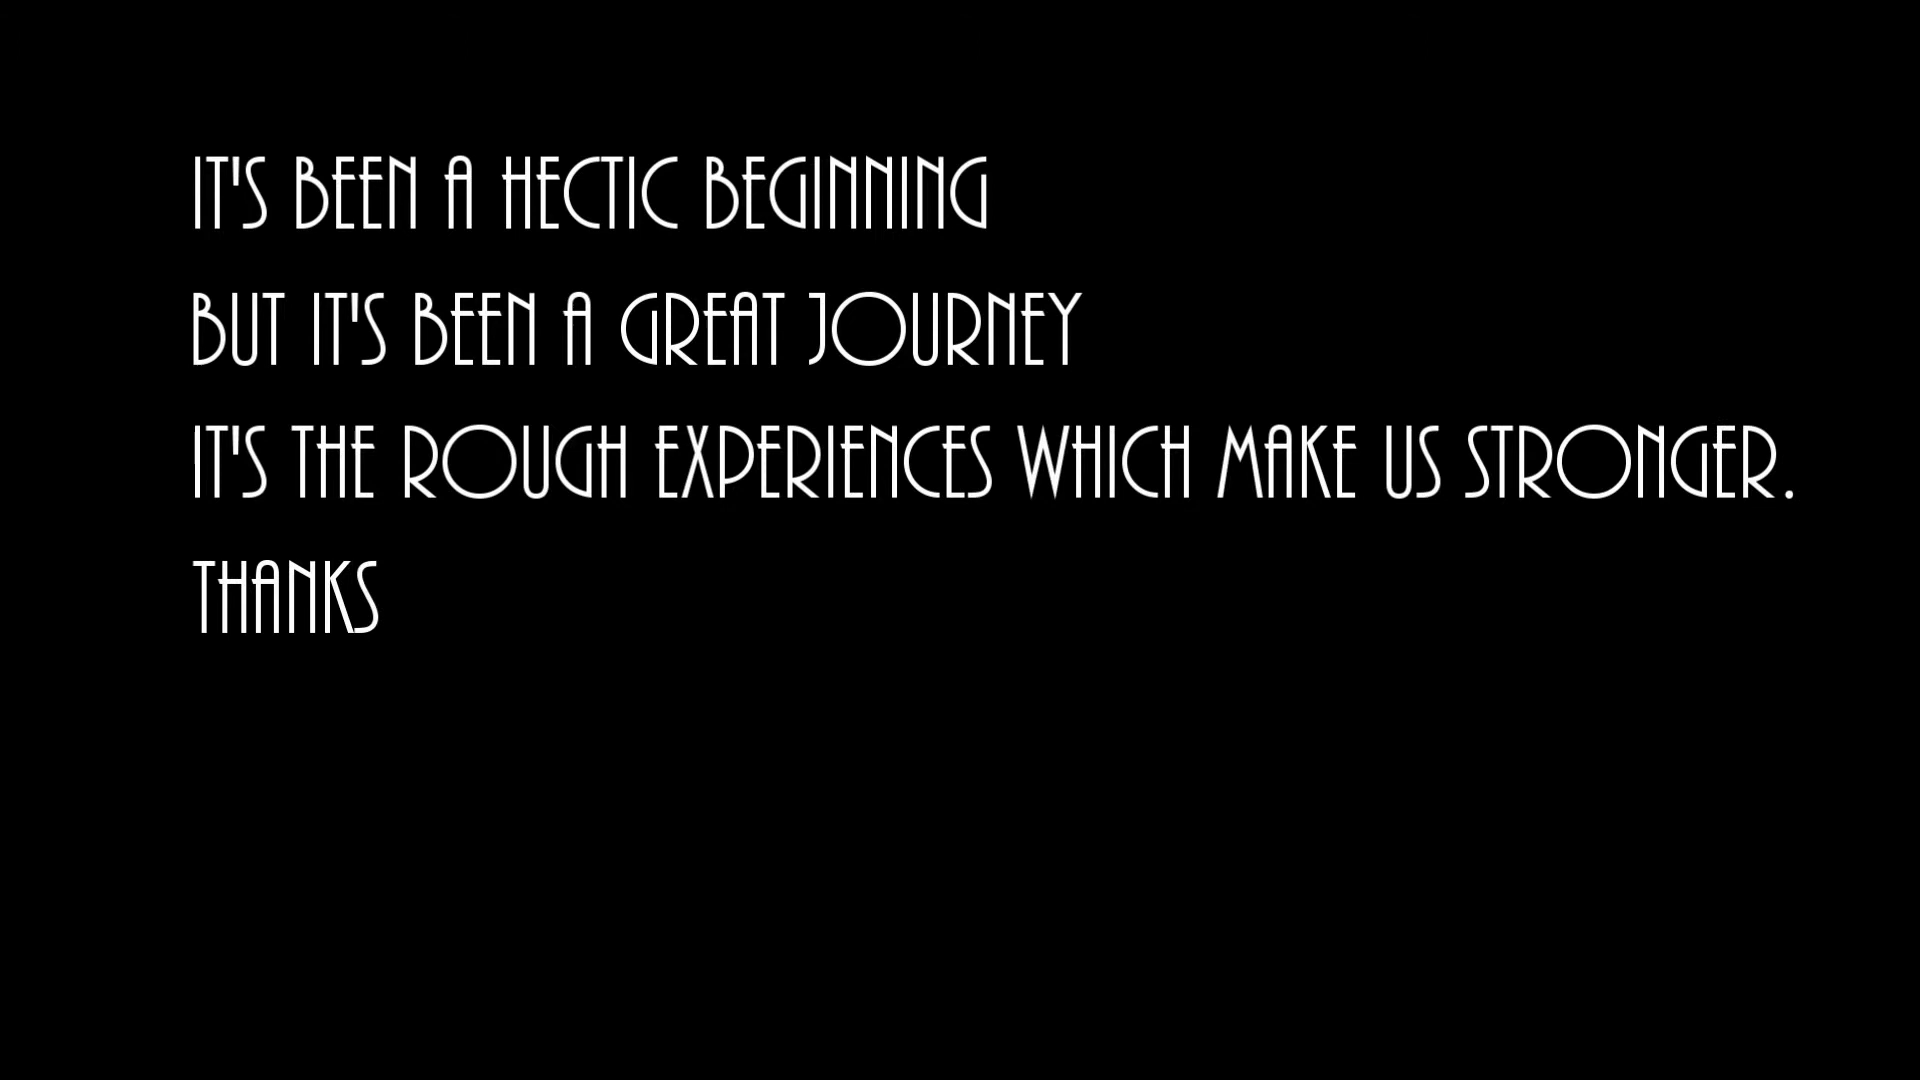 IT'S BEEN A HECTIC BEGINNING
BUT IT'S BEEN A GREAT JOURNEY
IT'S THE ROUGH EXPERIENCES WHICH MAKE US STRONGER.
THANKS